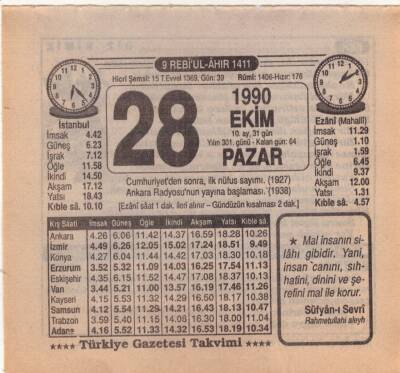 9 REBİ'UL-ÂHIR 1411
Hicrî Şemsî: 15 T.Evvel 1369, Gün: 39 Rûmî: 1406-Hızır: 176
28
1990
EKİM
10. ay, 31 gün
Yılın 301. günü - Kalan gün: 64
PAZAR
İstanbul
İmsak 4.42
Güneş 6.23
İşrak 7.12
Öğle 11.58
İkindi 14.50
Akşam 17.12
Yatsı 18.43
Kıble sâ. 10.10
Ezânî (Mahallî)
İmsak 11.29
Güneş 1.10
İşrak 1.59
Öğle 6.45
İkindi 9.37
Akşam 12.00
Yatsı 1.31
Kıble sâ. 4.57
Cumhuriyet'den sonra, ilk nüfus sayımı. (1927)
Ankara Radyosu'nun yayına başlaması. (1938)
(Ezânî sâat 1 dak. ileri alınır – Gündüzün kısalması 2 dak.)
Kış Sâati İmsak Güneş Öğle İkindi Akşam Yatsı Kıble sâ.
Ankara 4.26 6.06 11.42 14.37 16.59 18.28 10.26
İzmir 4.49 6.26 12.05 15.02 17.24 18.51 9.49
Konya 4.27 6.04 11.44 14.42 17.03 18.30 10.18
Erzurum 3.52 5.32 11.09 14.03 16.25 17.54 11.13
Eskişehir 4.35 6.15 11.52 14.47 17.08 18.37 10.13
Van 3.44 5.21 11.00 13.57 16.19 17.46 11.26
Kayseri 4.15 5.53 11.32 14.29 16.50 18.17 10.38
Samsun 4.12 5.54 11.29 14.21 16.43 18.13 10.47
Trabzon 3.59 5.40 11.15 14.08 16.30 18.00 11.04
Adana 4.16 5.52 11.33 14.32 16.53 18.19 10.34
★ Mal insanın si-
lâhı gibidir. Yani,
insan canını, sıh-
hatini, dinini ve şe-
refini mal ile korur.
Süfyân-ı Sevrî
Rahmetullahi aleyh
★★★★ Türkiye Gazetesi Takvimi ★★★★